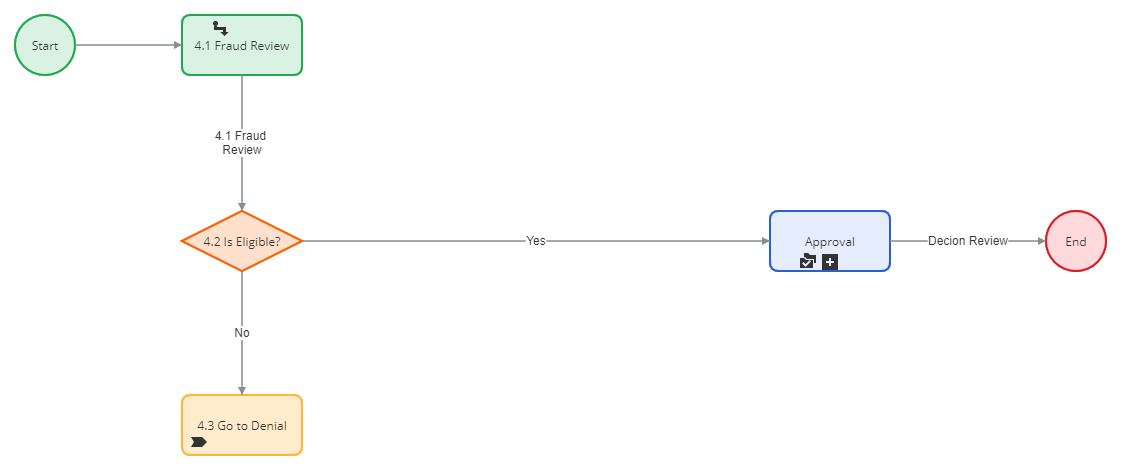 Start
4.1 Fraud Review
4.1 Fraud
Review
4.2 Is Eligible?
Yes
Approval
Decion Review
End
No
4.3 Go to Denial